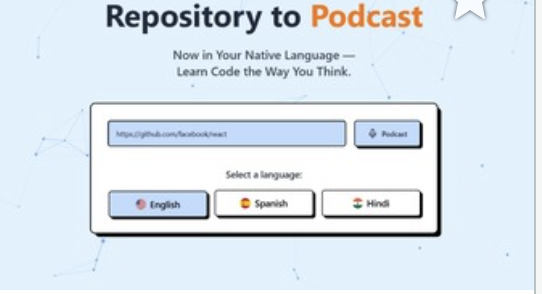 Repository to Podcast
Now in Your Native Language —
Learn Code the Way You Think.
https://github.com/facebook/react
Podcast
Select a language:
English
Spanish
Hindi